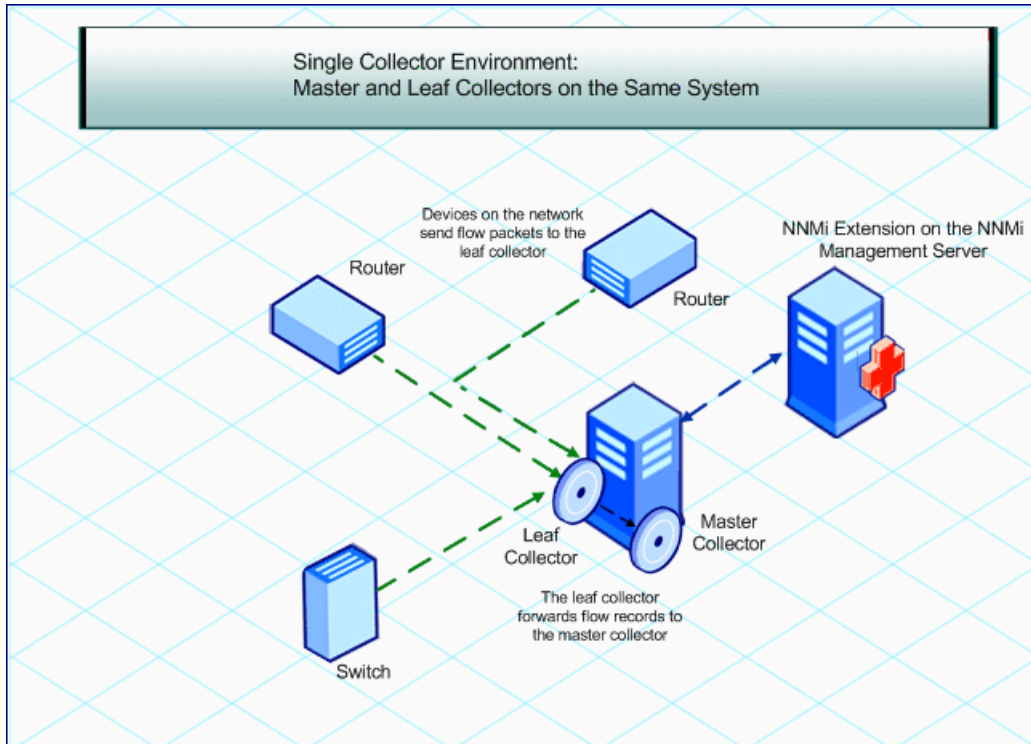 Single Collector Environment:
Master and Leaf Collectors on the Same System
Devices on the network
send flow packets to the
leaf collector
NNMi Extension on the NNMi
Management Server
Router
Router
Leaf
Collector
Master
Collector
The leaf collector
forwards flow records to
the master collector
Switch